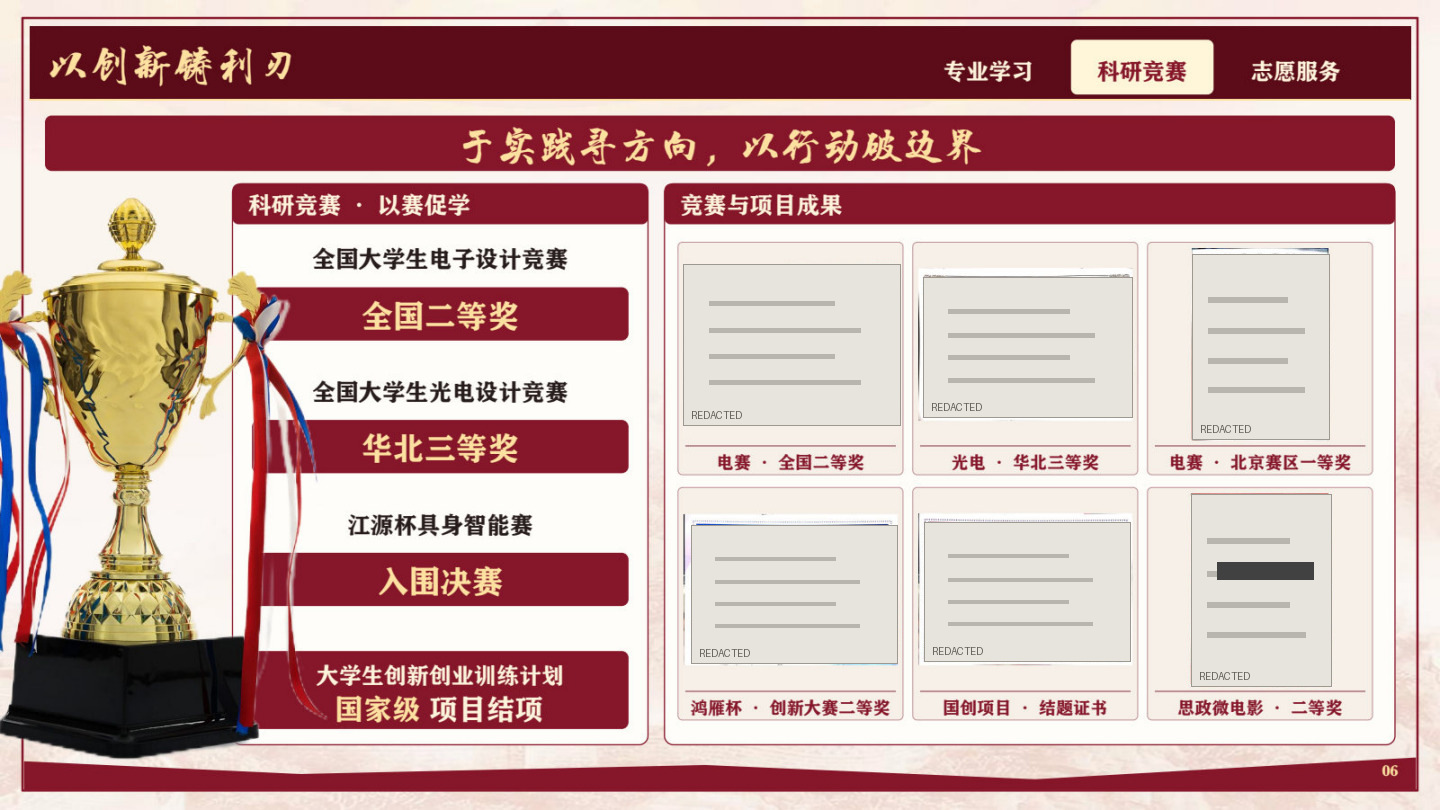 以创新铸利刃
专业学习
科研竞赛
志愿服务
于实践寻方向，以行动破边界
科研竞赛 · 以赛促学
全国大学生电子设计竞赛
全国二等奖
全国大学生光电设计竞赛
华北三等奖
江源杯具身智能赛
入围决赛
大学生创新创业训练计划
国家级 项目结项
竞赛与项目成果
REDACTED
电赛 · 全国二等奖
REDACTED
光电 · 华北三等奖
REDACTED
电赛 · 北京赛区一等奖
REDACTED
鸿雁杯 · 创新大赛二等奖
REDACTED
国创项目 · 结题证书
REDACTED
思政微电影 · 二等奖
06